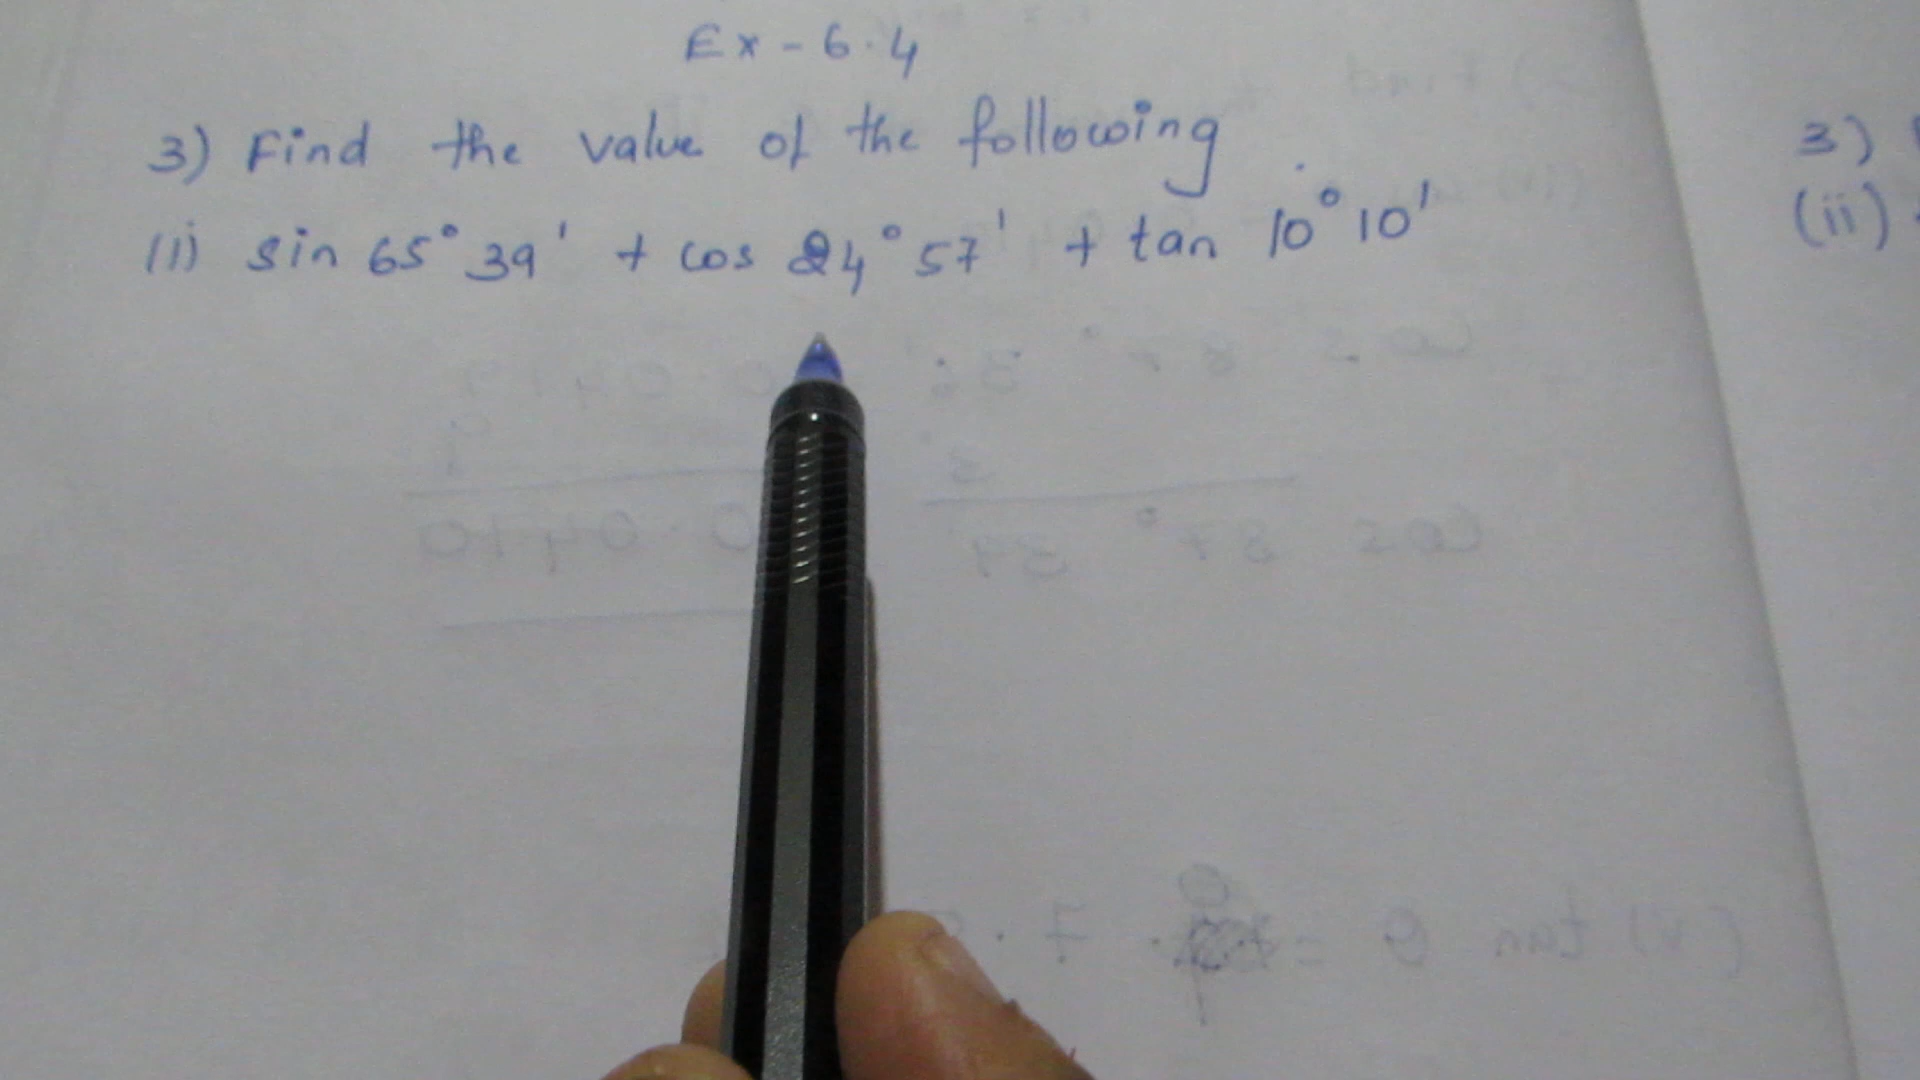 Ex - 6.4
3) Find the value of the following
(i) sin 65° 39' + cos 24° 57' + tan 10° 10'
3)
(ii)